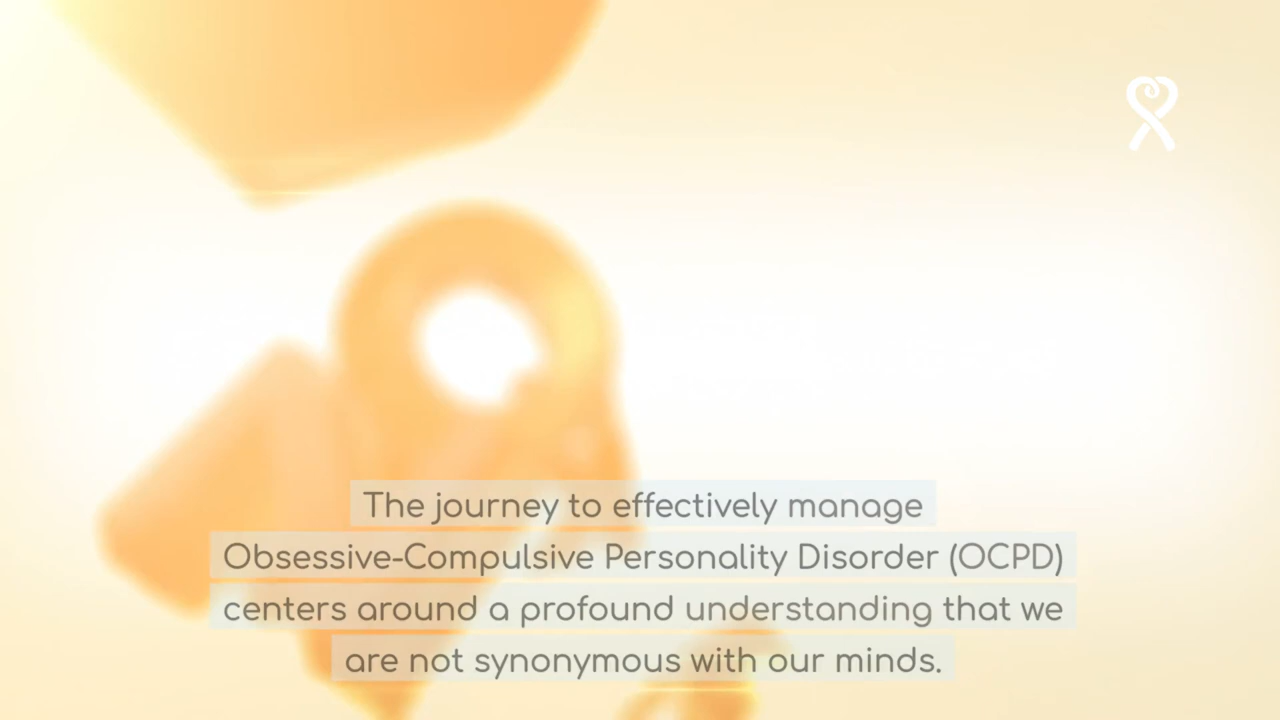 The journey to effectively manage
Obsessive-Compulsive Personality Disorder (OCPD)
centers around a profound understanding that we
are not synonymous with our minds.